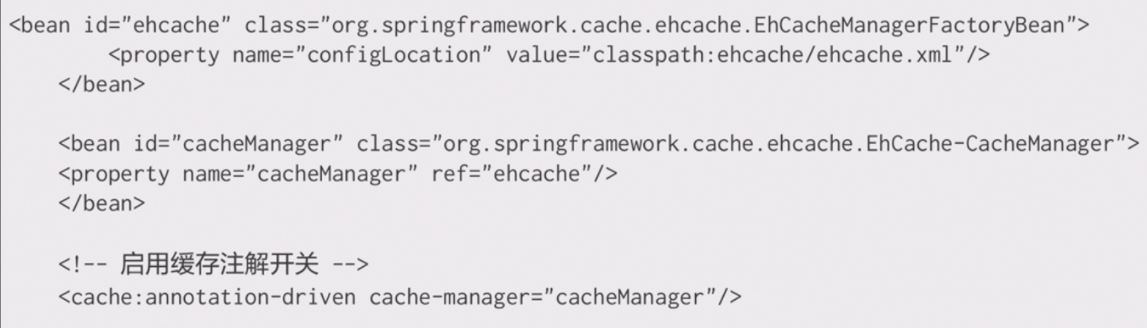 <bean id="ehcache" class="org.springframework.cache.ehcache.EhCacheManagerFactoryBean">
<property name="configLocation" value="classpath:ehcache/ehcache.xml"/>
</bean>
<bean id="cacheManager" class="org.springframework.cache.ehcache.EhCache-CacheManager">
<property name="cacheManager" ref="ehcache"/>
</bean>
<!-- 启用缓存注解开关 -->
<cache:annotation-driven cache-manager="cacheManager"/>